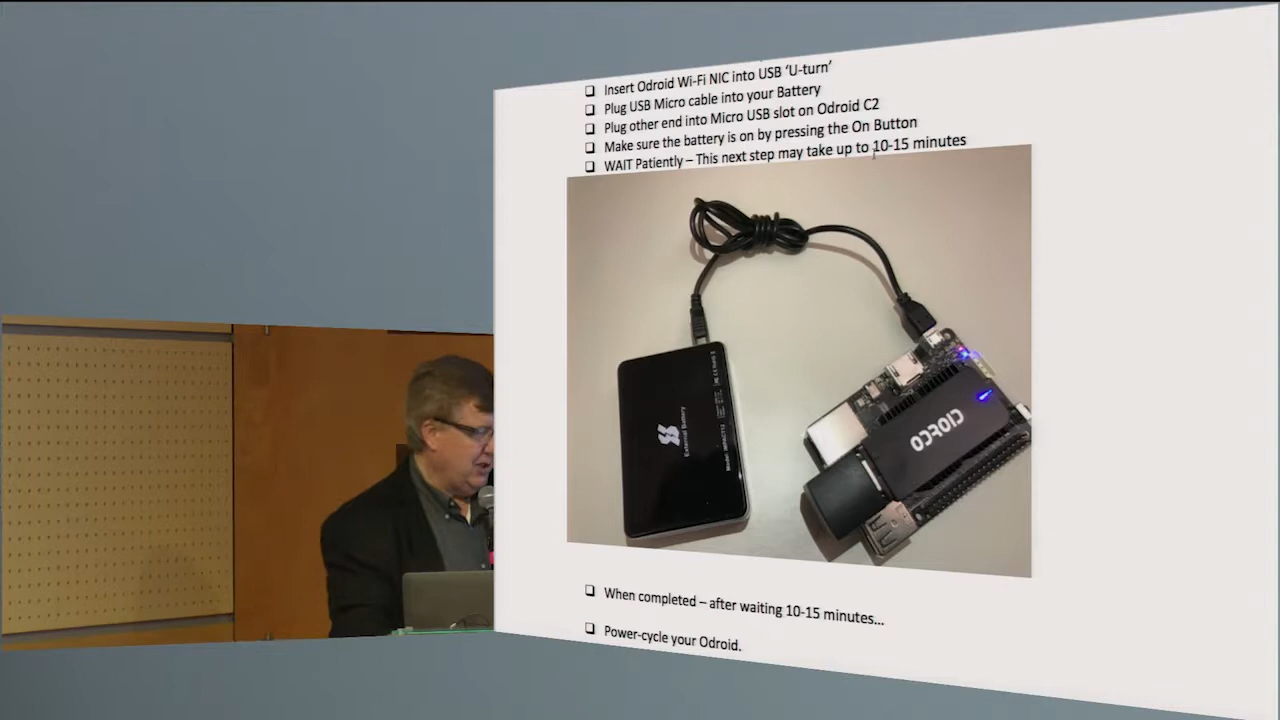 ❑ Insert Odroid Wi-Fi NIC into USB ‘U-turn’
❑ Plug USB Micro cable into your Battery
❑ Plug other end into Micro USB slot on Odroid C2
❑ Make sure the battery is on by pressing the On Button
❑ WAIT Patiently – This next step may take up to 10-15 minutes
External Battery
ODROID
❑ When completed – after waiting 10-15 minutes...
❑ Power-cycle your Odroid.